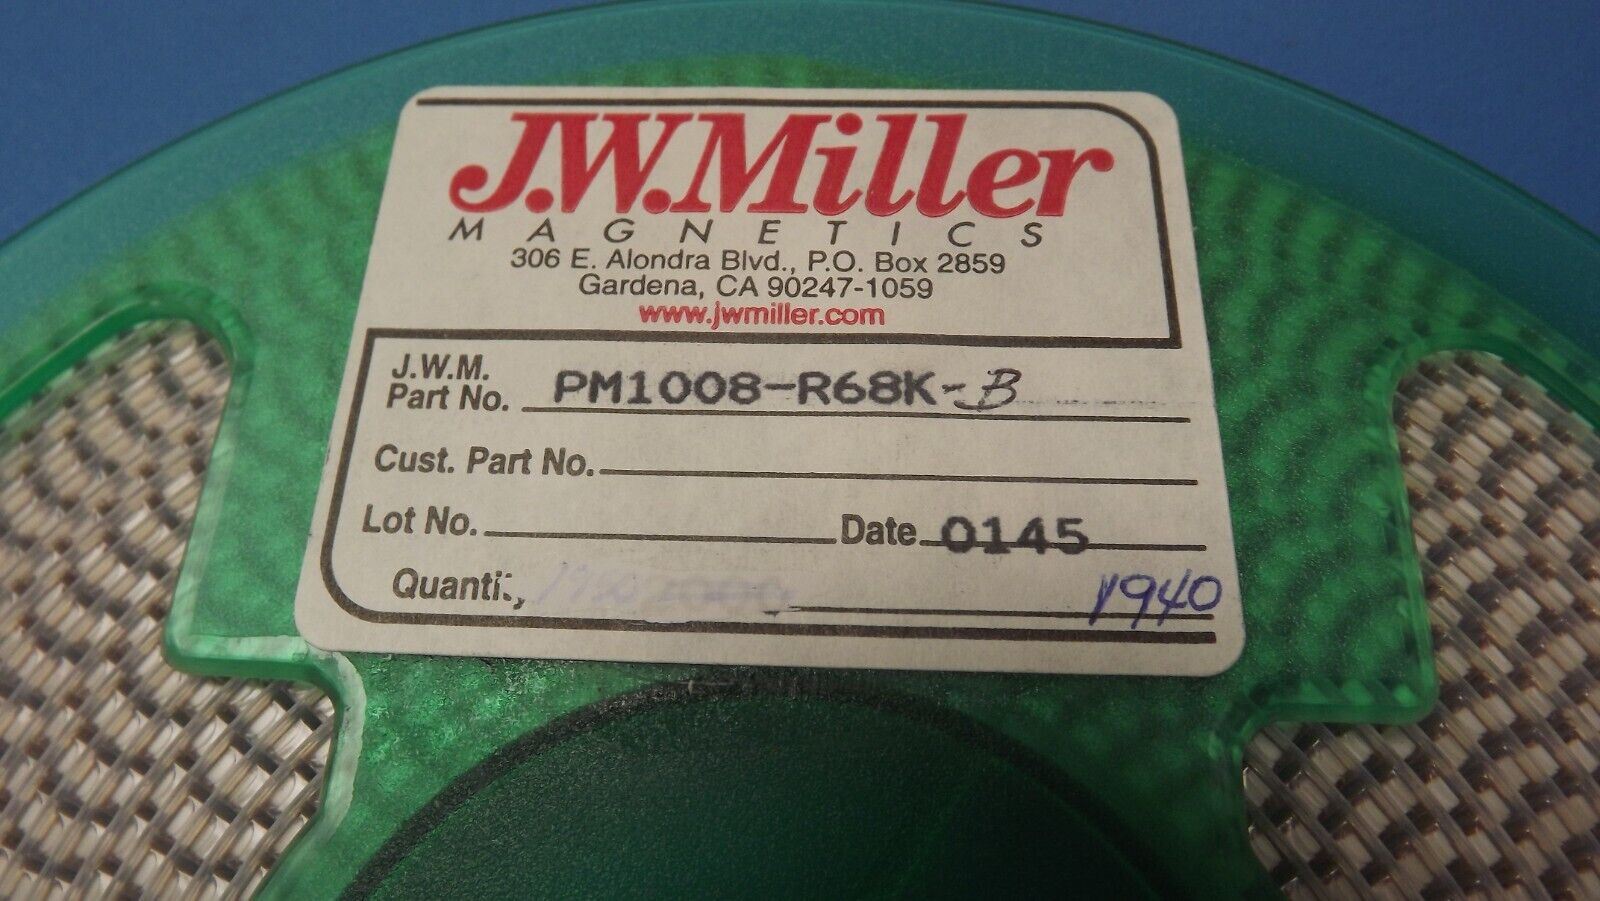 J.W.Miller
MAGNETICS
306 E. Alondra Blvd., P.O. Box 2859
Gardena, CA 90247-1059
www.jwmiller.com
J.W.M.
Part No. PM1008-R68K-B
Cust. Part No.
Lot No. Date 0145
Quantity 1940